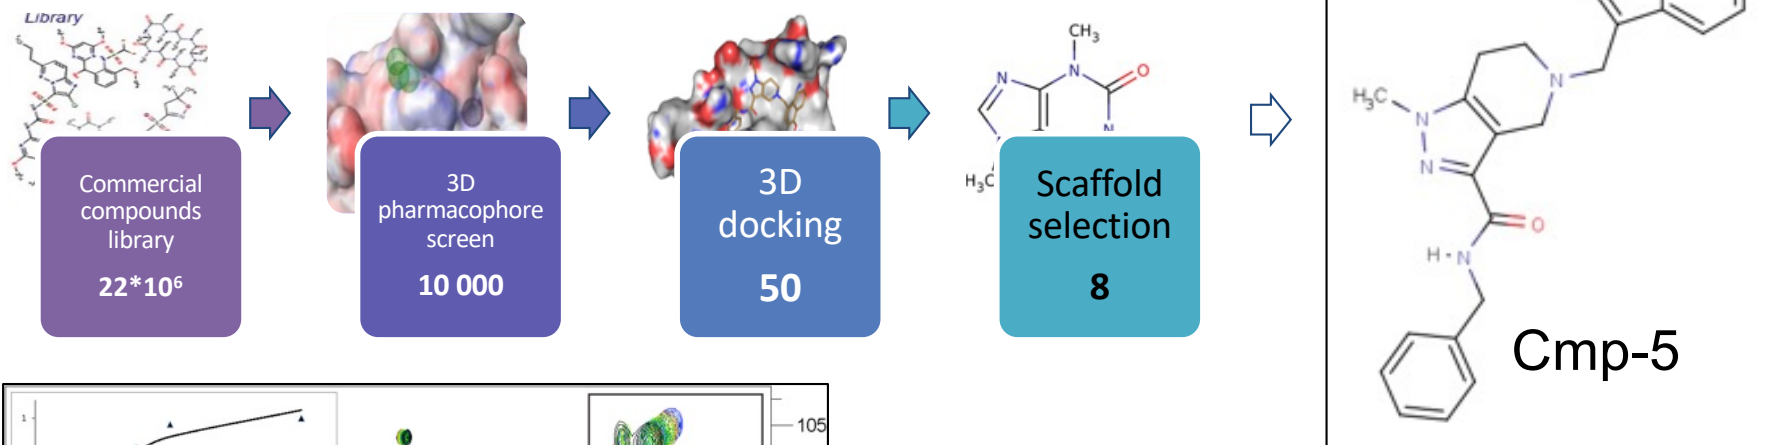 Library
Commercial
compounds
library
22*10⁶
3D
pharmacophore
screen
10 000
3D
docking
50
CH₃
N
N
O
N
H₃C
Scaffold
selection
8
N
H₃C
N
N
O
H-N
Cmp-5
1
105